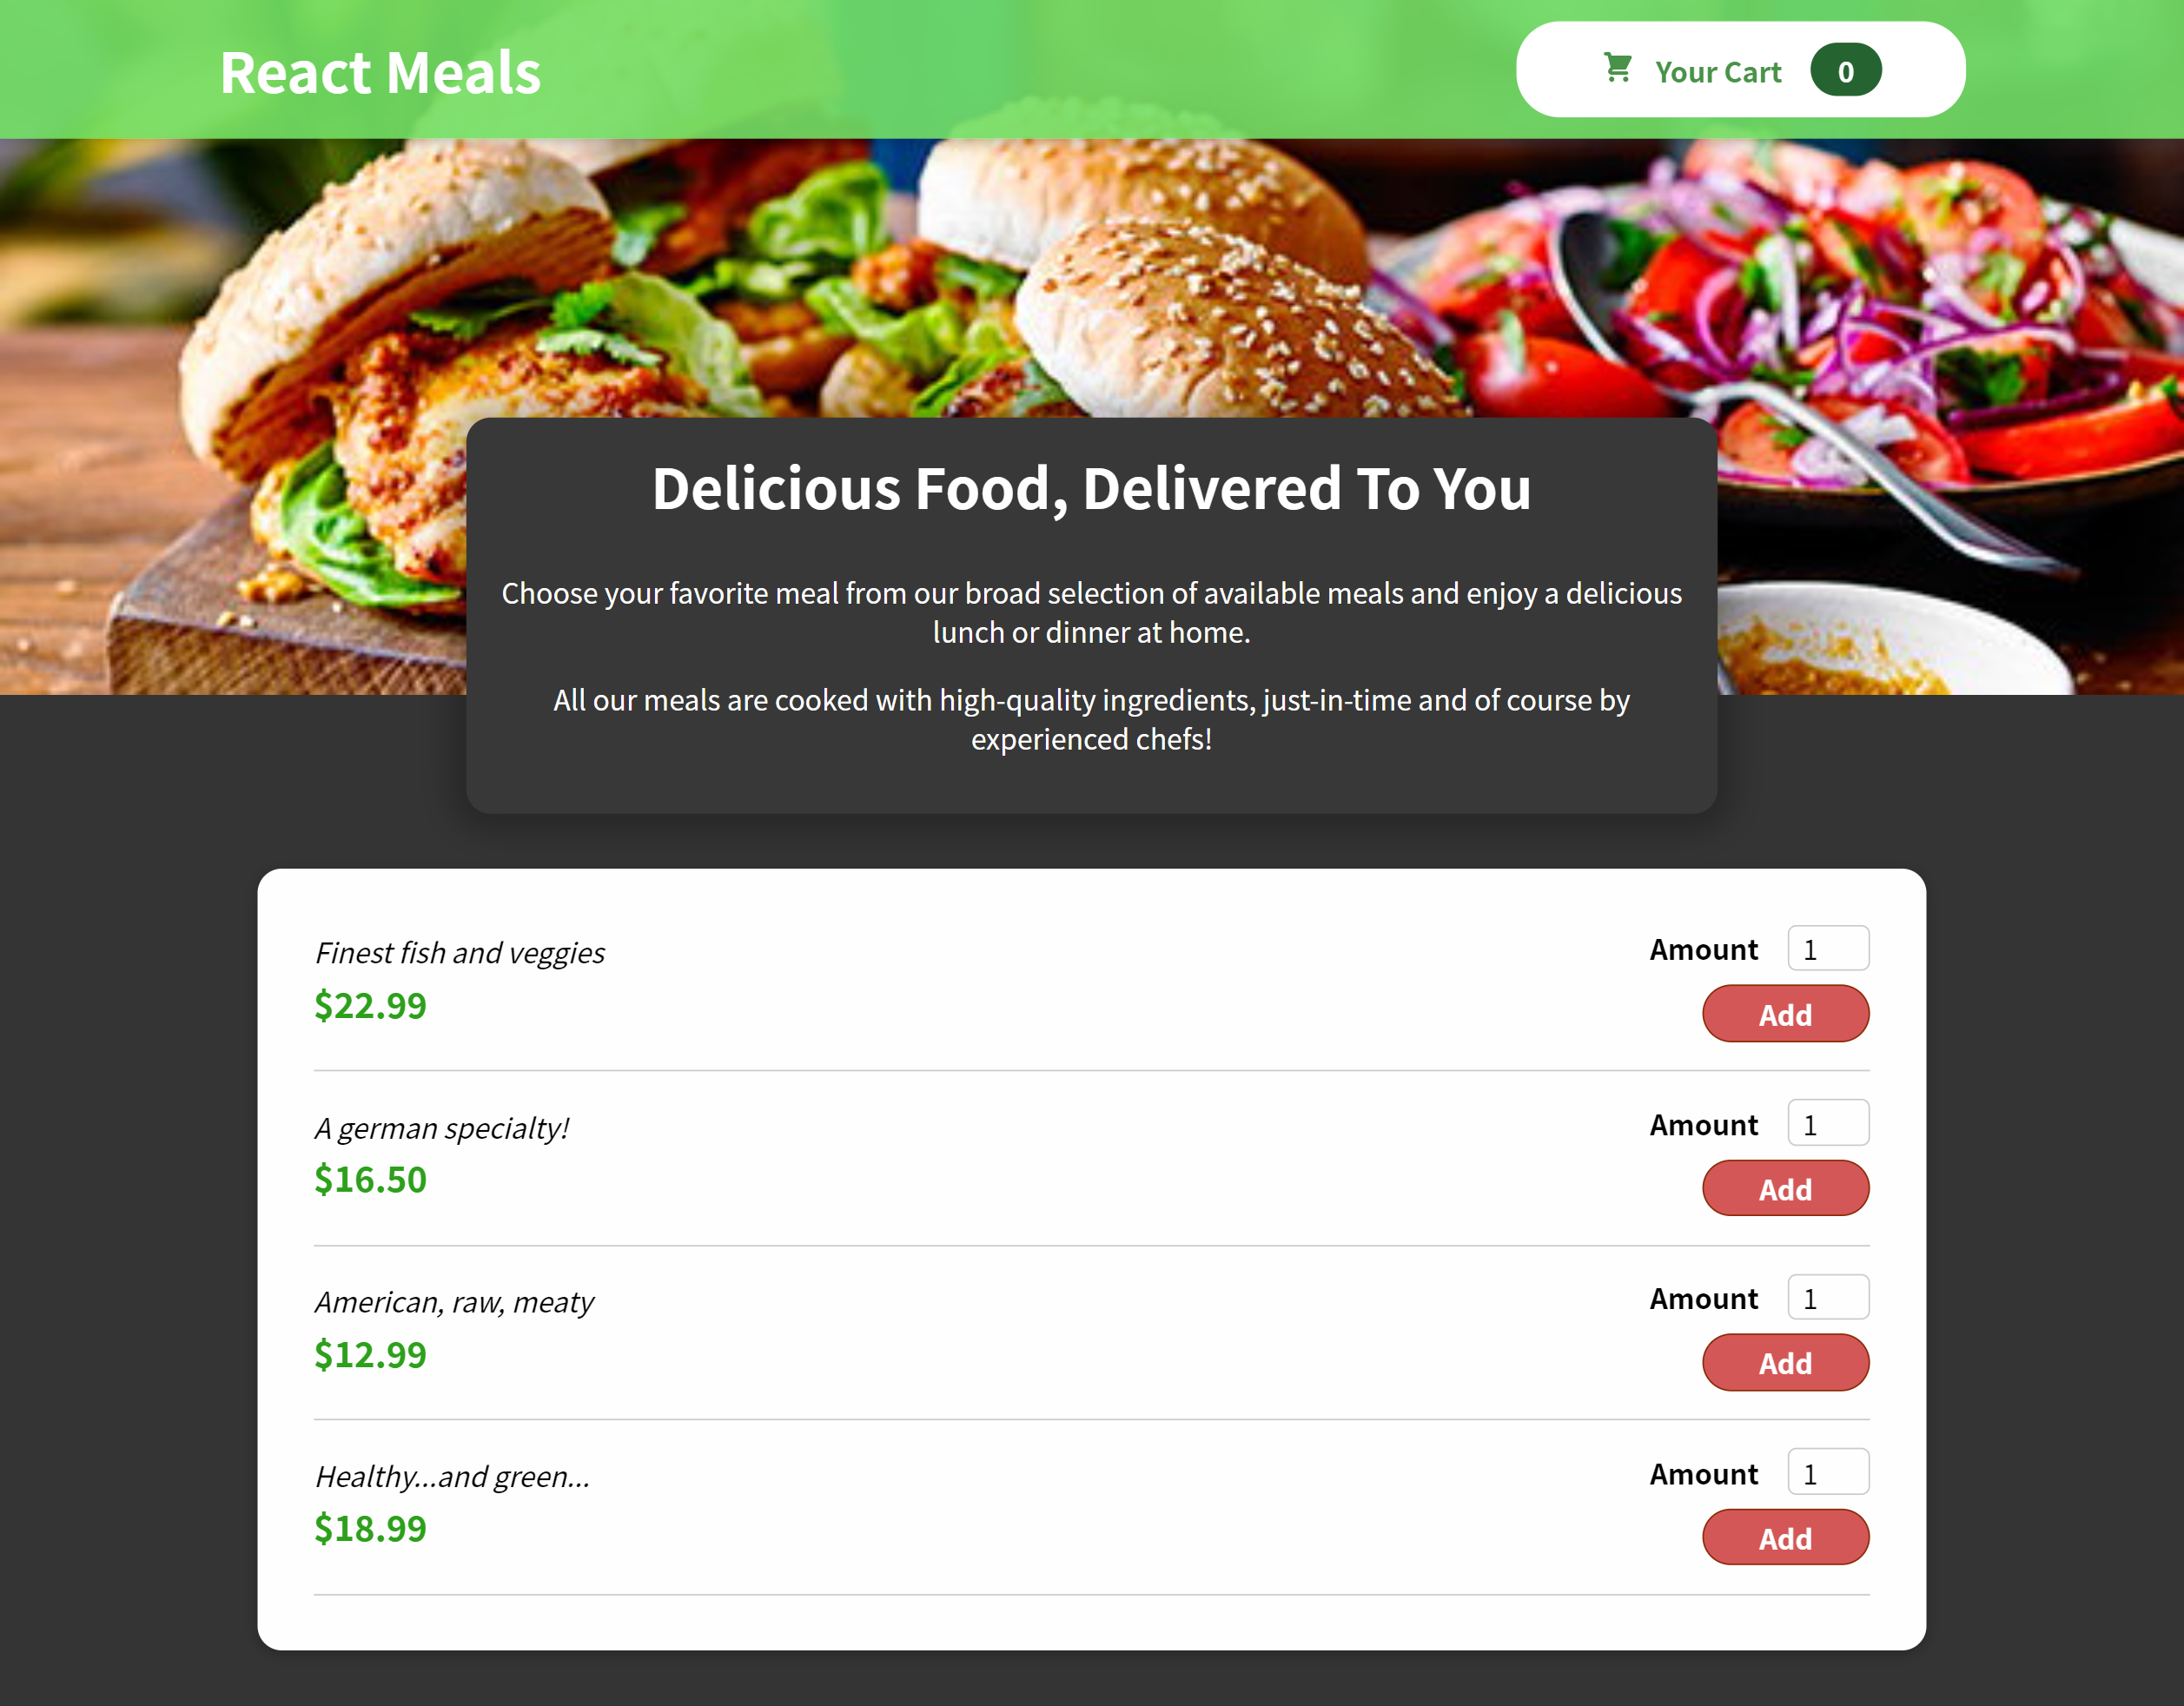 React Meals
Your Cart 0
Delicious Food, Delivered To You
Choose your favorite meal from our broad selection of available meals and enjoy a delicious
lunch or dinner at home.
All our meals are cooked with high-quality ingredients, just-in-time and of course by
experienced chefs!
Finest fish and veggies
$22.99
Amount 1
Add
A german specialty!
$16.50
Amount 1
Add
American, raw, meaty
$12.99
Amount 1
Add
Healthy...and green...
$18.99
Amount 1
Add